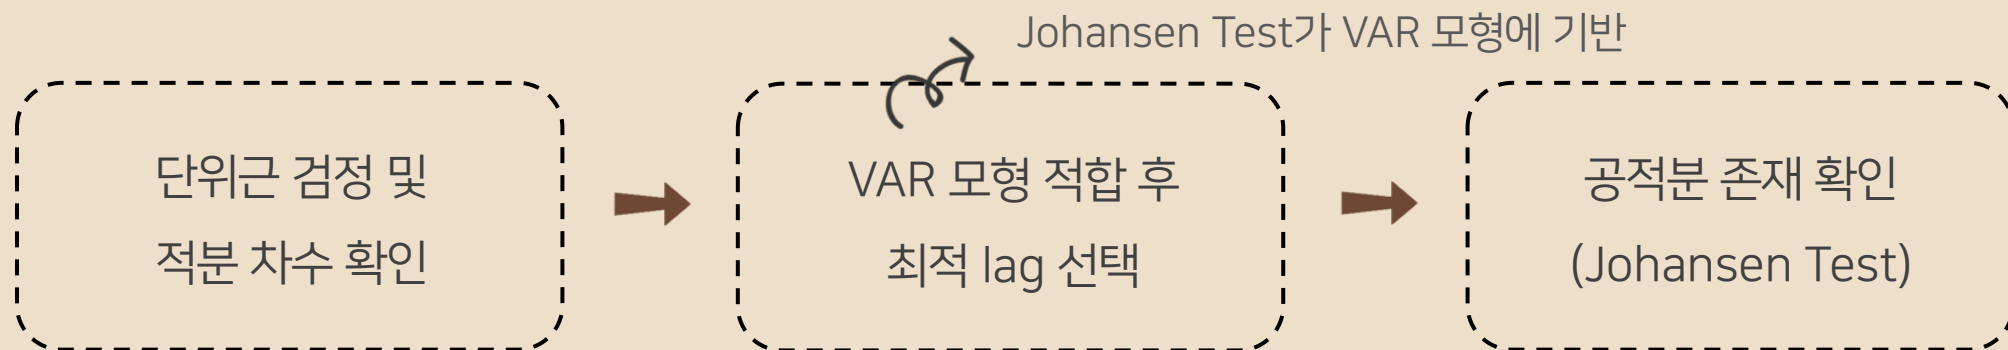 Johansen Test가 VAR 모형에 기반
단위근 검정 및
적분 차수 확인
VAR 모형 적합 후
최적 lag 선택
공적분 존재 확인
(Johansen Test)